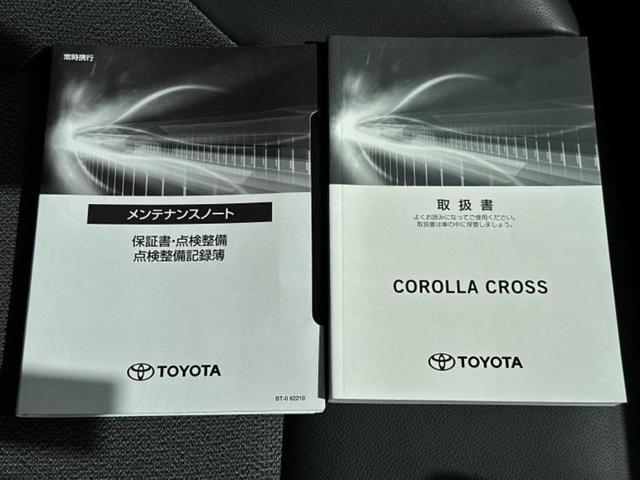 常時携行
メンテナンスノート
保証書・点検整備
点検整備記録簿
TOYOTA
BT-0 62210
取扱書
よくお読みになってご使用ください。
取扱書は車の中に保管しましょう。
COROLLA CROSS
TOYOTA